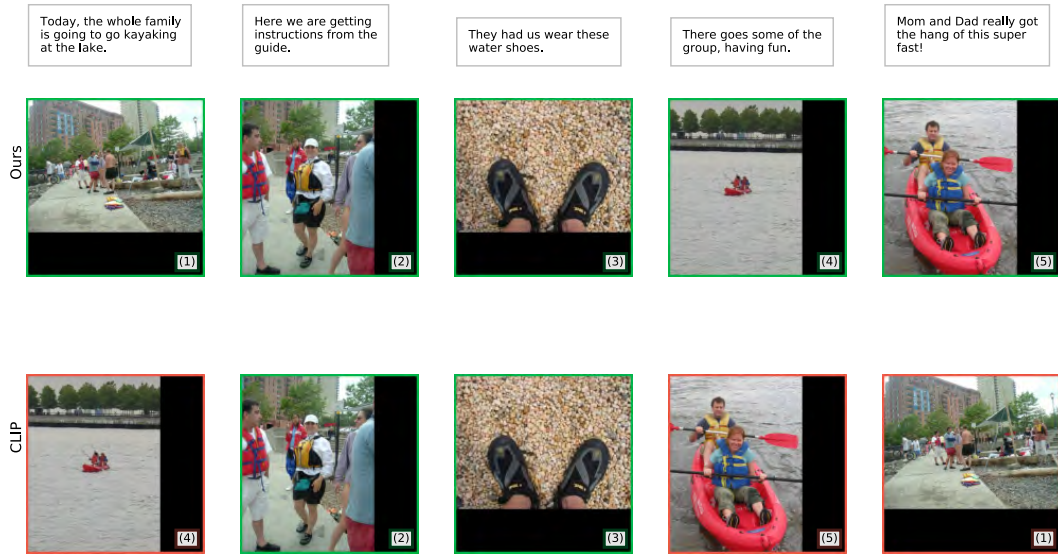 Today, the whole family
is going to go kayaking
at the lake.
Here we are getting
instructions from the
guide.
They had us wear these
water shoes.
There goes some of the
group, having fun.
Mom and Dad really got
the hang of this super
fast!
Ours
(1)
(2)
(3)
(4)
(5)
CLIP
(4)
(2)
(3)
(5)
(1)